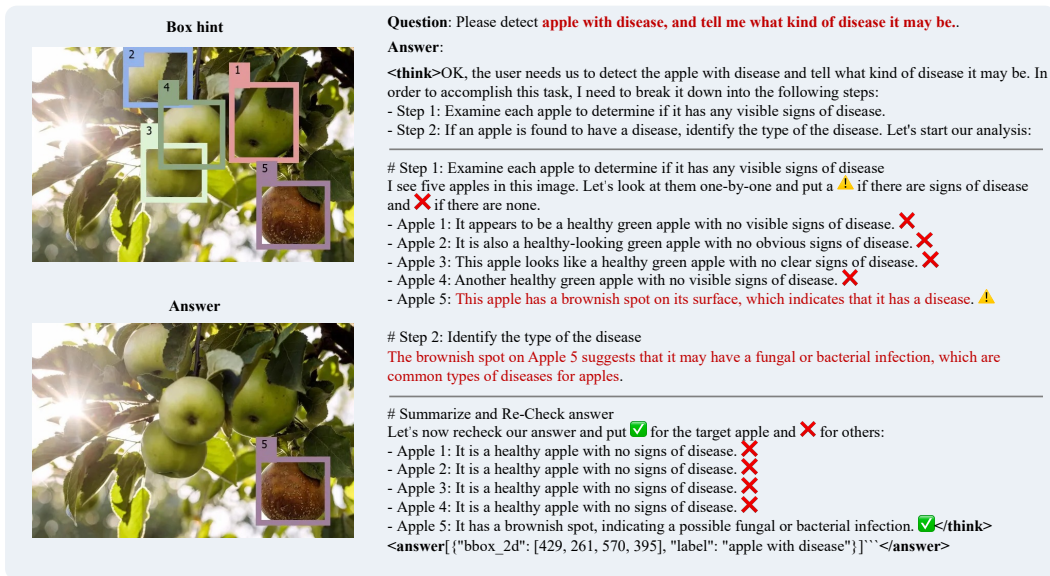 Box hint
2
1
4
3
5
Answer
5
Question: Please detect apple with disease, and tell me what kind of disease it may be..
Answer:
<think>OK, the user needs us to detect the apple with disease and tell what kind of disease it may be. In
order to accomplish this task, I need to break it down into the following steps:
- Step 1: Examine each apple to determine if it has any visible signs of disease.
- Step 2: If an apple is found to have a disease, identify the type of the disease. Let's start our analysis:
# Step 1: Examine each apple to determine if it has any visible signs of disease
I see five apples in this image. Let's look at them one-by-one and put a ⚠️ if there are signs of disease
and ❌ if there are none.
- Apple 1: It appears to be a healthy green apple with no visible signs of disease. ❌
- Apple 2: It is also a healthy-looking green apple with no obvious signs of disease. ❌
- Apple 3: This apple looks like a healthy green apple with no clear signs of disease. ❌
- Apple 4: Another healthy green apple with no visible signs of disease. ❌
- Apple 5: This apple has a brownish spot on its surface, which indicates that it has a disease. ⚠️
# Step 2: Identify the type of the disease
The brownish spot on Apple 5 suggests that it may have a fungal or bacterial infection, which are
common types of diseases for apples.
# Summarize and Re-Check answer
Let's now recheck our answer and put ✅ for the target apple and ❌ for others:
- Apple 1: It is a healthy apple with no signs of disease. ❌
- Apple 2: It is a healthy apple with no signs of disease. ❌
- Apple 3: It is a healthy apple with no signs of disease. ❌
- Apple 4: It is a healthy apple with no signs of disease. ❌
- Apple 5: It has a brownish spot, indicating a possible fungal or bacterial infection. ✅</think>
<answer[{"bbox_2d": [429, 261, 570, 395], "label": "apple with disease"}]```</answer>